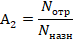 A₂ = Nотр / Nназн